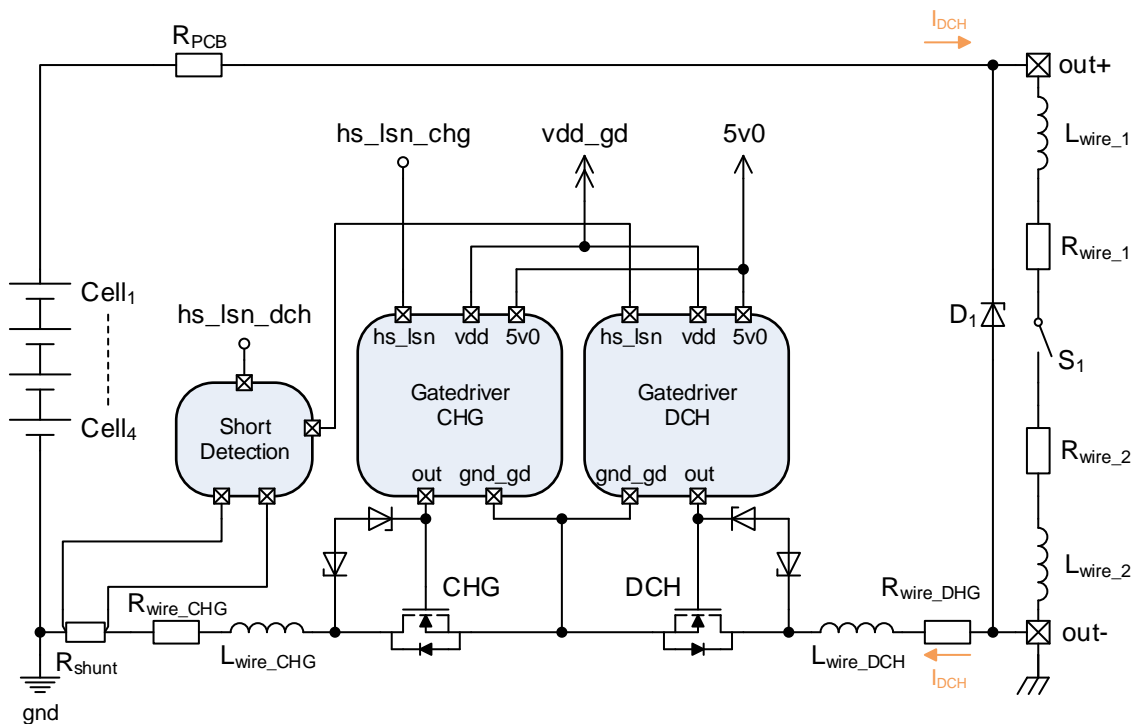 I_DCH
R_PCB
out+
hs_lsn_chg
vdd_gd
5v0
L_wire_1
R_wire_1
Cell₁
hs_lsn_dch
hs_lsn
vdd
5v0
hs_lsn
vdd
5v0
D₁
S₁
Gatedriver
CHG
Gatedriver
DCH
Cell₄
Short
Detection
R_wire_2
out
gnd_gd
gnd_gd
out
L_wire_2
CHG
DCH
R_wire_CHG
R_wire_DHG
out-
R_shunt
L_wire_CHG
L_wire_DCH
I_DCH
gnd